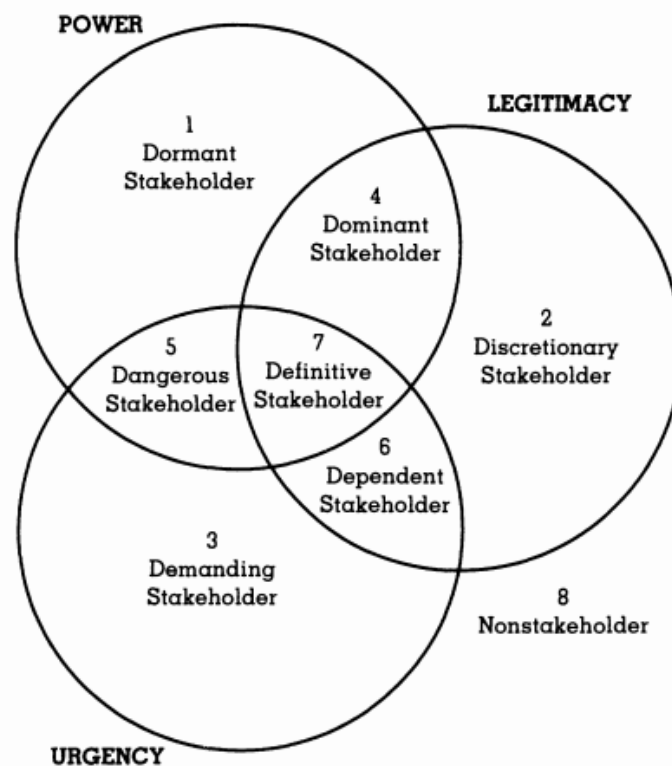 POWER
LEGITIMACY
1
Dormant
Stakeholder
4
Dominant
Stakeholder
2
Discretionary
Stakeholder
5
Dangerous
Stakeholder
7
Definitive
Stakeholder
6
Dependent
Stakeholder
3
Demanding
Stakeholder
8
Nonstakeholder
URGENCY